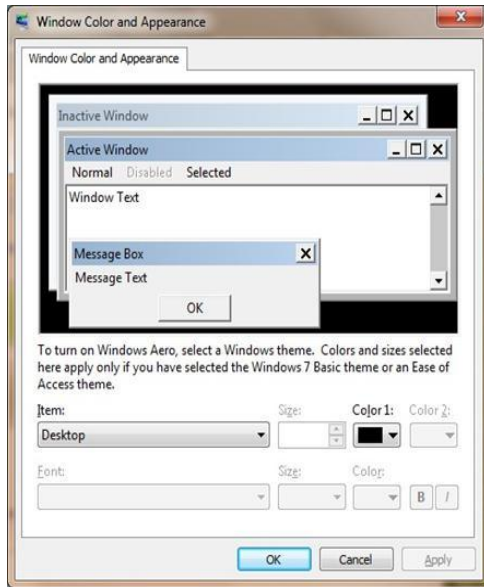 Window Color and Appearance
Window Color and Appearance
Inactive Window
Active Window
Normal Disabled Selected
Window Text
Message Box
Message Text
OK
To turn on Windows Aero, select a Windows theme. Colors and sizes selected
here apply only if you have selected the Windows 7 Basic theme or an Ease of
Access theme.
Item: Size: Color 1: Color 2:
Desktop
Font: Size: Color:
B I
OK Cancel Apply